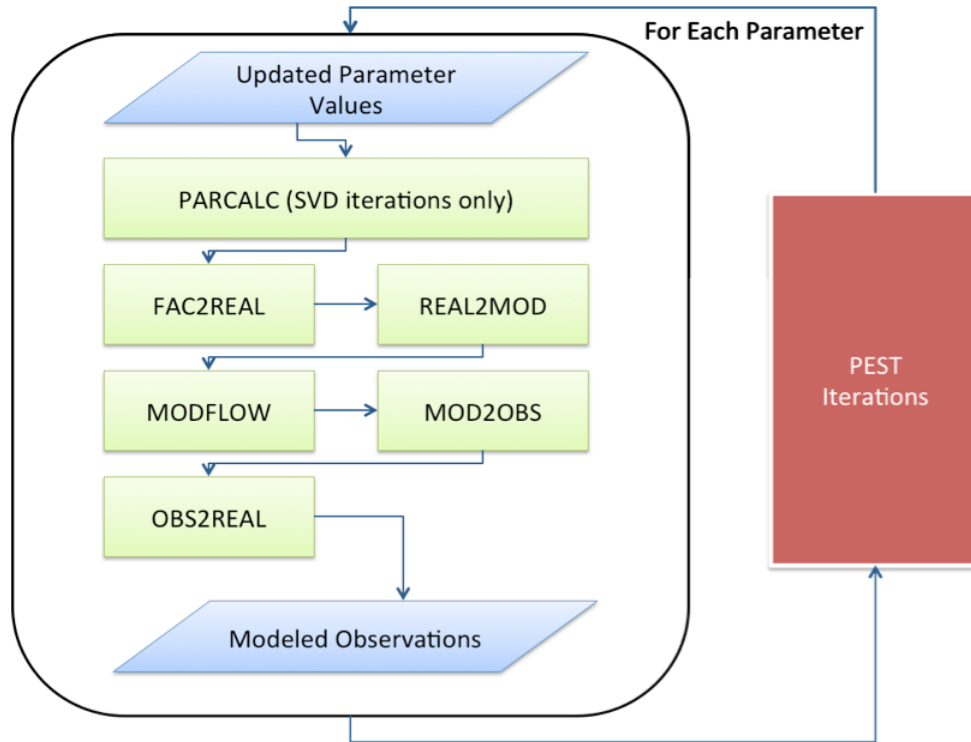 For Each Parameter
Updated Parameter
Values
PARCALC (SVD iterations only)
FAC2REAL
REAL2MOD
MODFLOW
MOD2OBS
OBS2REAL
Modeled Observations
PEST
Iterations